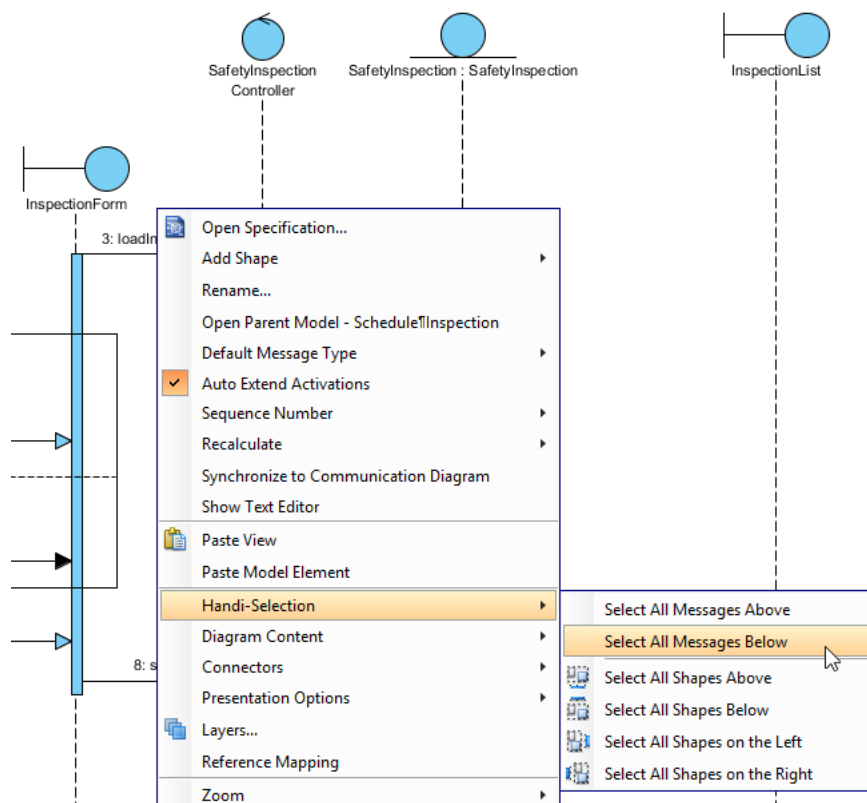 SafetyInspection
Controller
SafetyInspection : SafetyInspection
InspectionList
InspectionForm
3: loadIn
Open Specification...
Add Shape
Rename...
Open Parent Model - Schedule¶Inspection
Default Message Type
Auto Extend Activations
Sequence Number
Recalculate
Synchronize to Communication Diagram
Show Text Editor
Paste View
Paste Model Element
Handi-Selection
Diagram Content
8: s
Connectors
Presentation Options
Layers...
Reference Mapping
Zoom
Select All Messages Above
Select All Messages Below
Select All Shapes Above
Select All Shapes Below
Select All Shapes on the Left
Select All Shapes on the Right